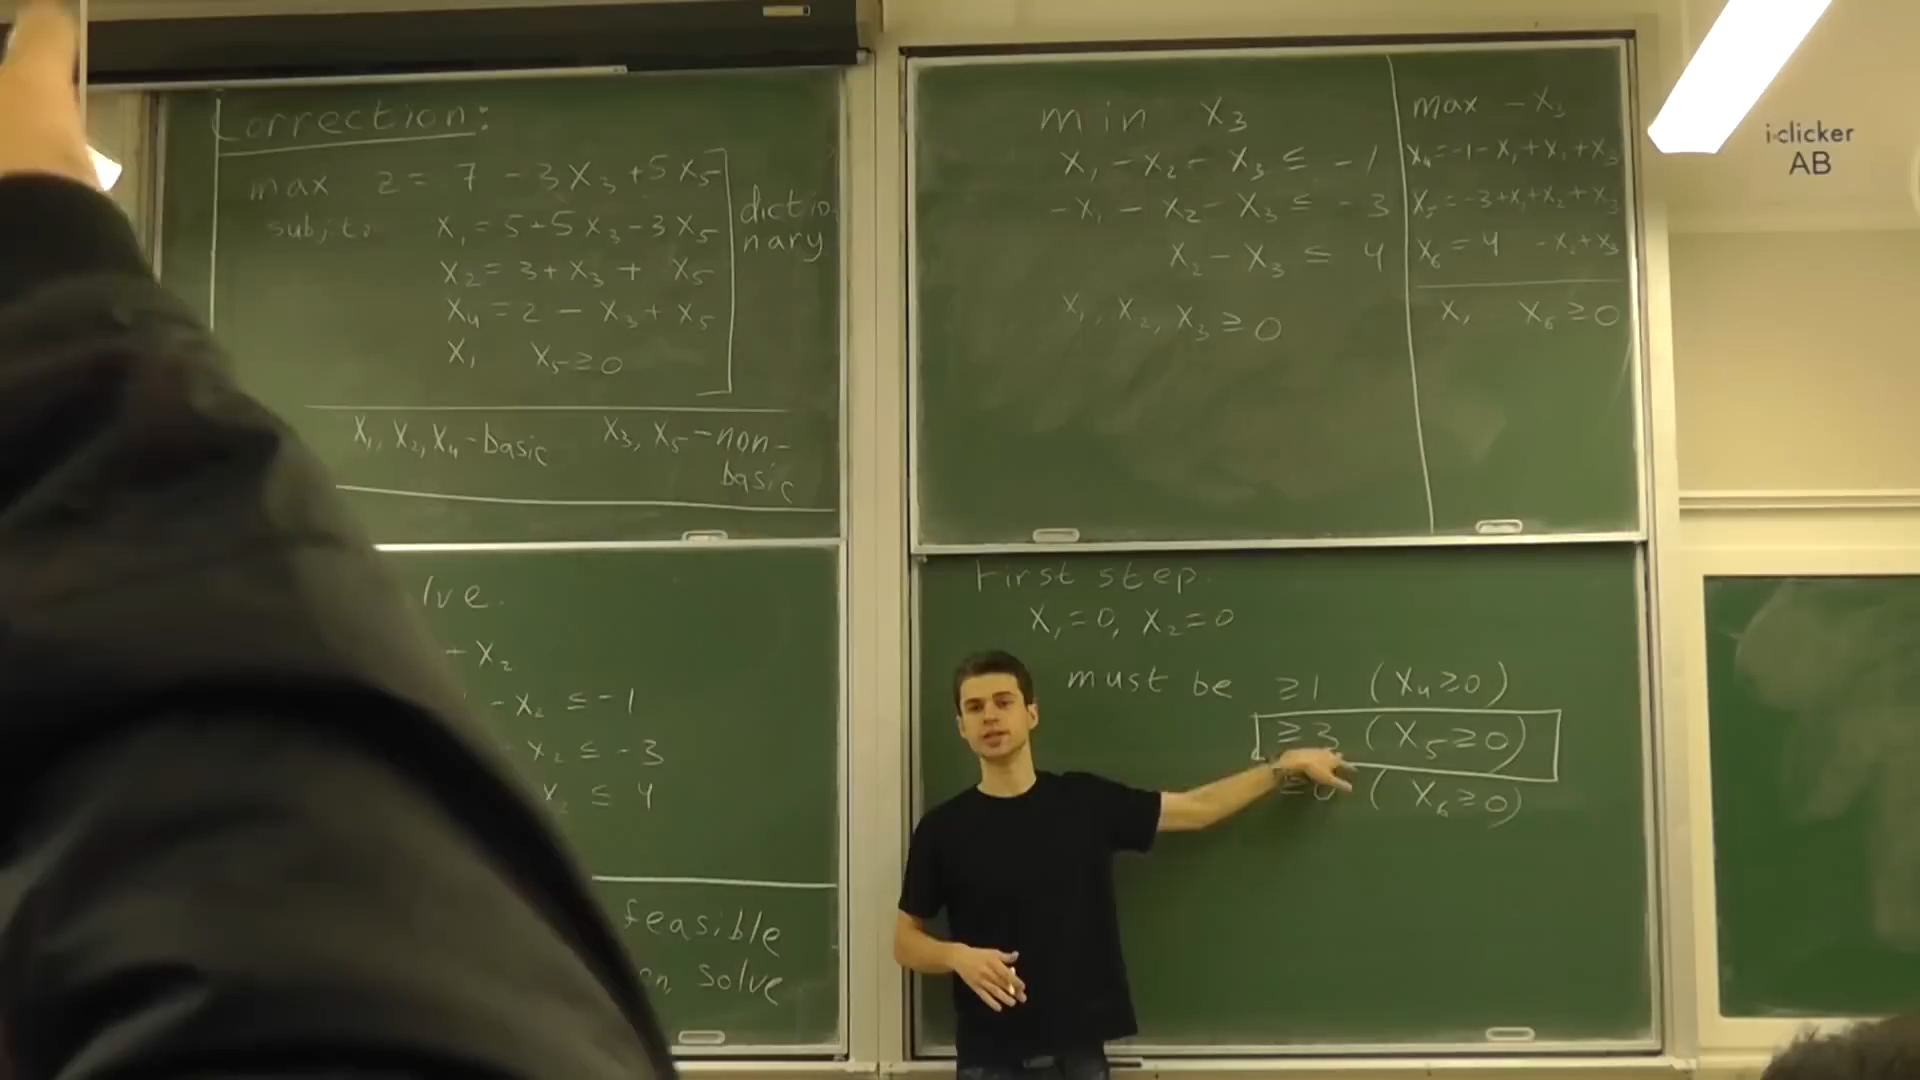 Correction:
max z = 7 - 3x₃ + 5x₅
subj. to
x₁ = 5 + 5x₃ - 3x₅
x₂ = 3 + x₃ + x₅
x₄ = 2 - x₃ + x₅
x₁ x₅ ≥ 0
dictio
nary
x₁, x₂, x₄ - basic x₃, x₅ - non-
basic
lve.
+ x₂
- x₂ ≤ -1
- x₂ ≤ -3
x₂ ≤ 4
feasible
on, solve
min x₃
x₁ - x₂ - x₃ ≤ -1
-x₁ - x₂ - x₃ ≤ -3
x₂ - x₃ ≤ 4
x₁, x₂, x₃ ≥ 0
max -x₃
x₄ = -1 - x₁ + x₂ + x₃
x₅ = -3 + x₁ + x₂ + x₃
x₆ = 4 - x₂ + x₃
x₁ x₆ ≥ 0
First step.
x₁ = 0, x₂ = 0
must be ≥ 1 (x₄ ≥ 0)
≥ 3 (x₅ ≥ 0)
(x₆ ≥ 0)
i-clicker
AB